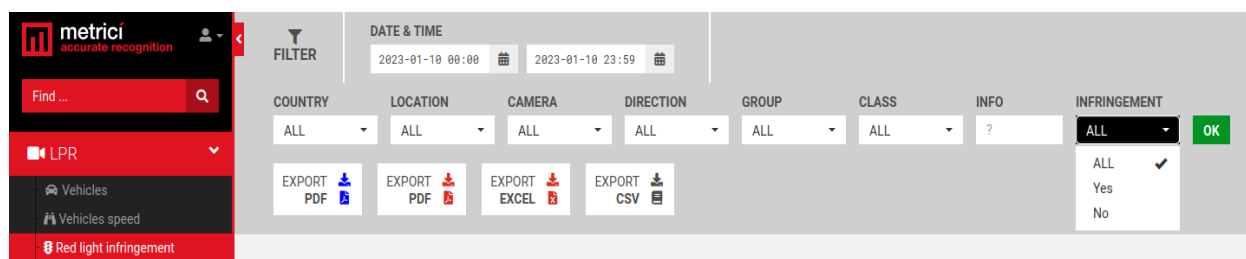 metrici
accurate recognition
Find ...
LPR
Vehicles
Vehicles speed
Red light infringement
FILTER
DATE & TIME
2023-01-10 00:00
2023-01-10 23:59
COUNTRY LOCATION CAMERA DIRECTION GROUP CLASS INFO INFRINGEMENT
ALL ALL ALL ALL ALL ALL ? ALL OK
ALL
Yes
No
EXPORT PDF
EXPORT PDF
EXPORT EXCEL
EXPORT CSV